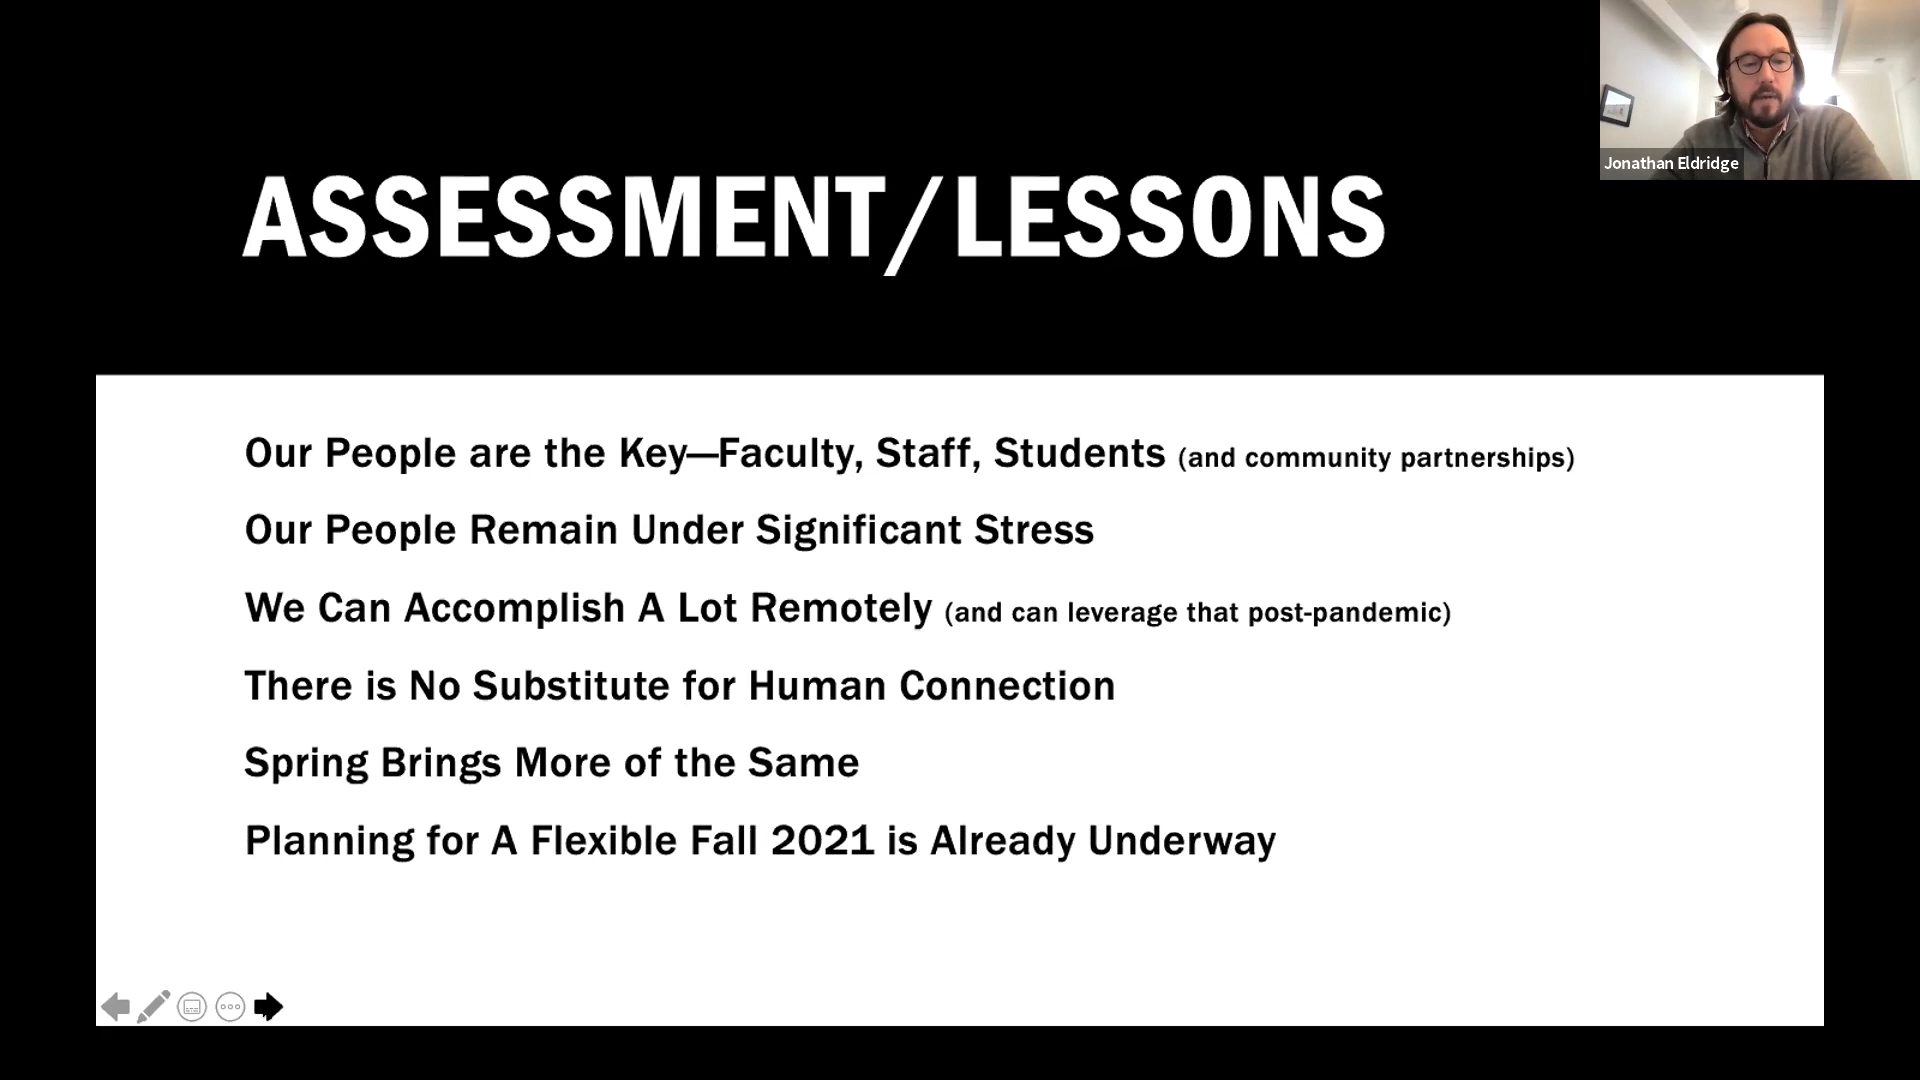 Jonathan Eldridge
ASSESSMENT/LESSONS
Our People are the Key—Faculty, Staff, Students (and community partnerships)
Our People Remain Under Significant Stress
We Can Accomplish A Lot Remotely (and can leverage that post-pandemic)
There is No Substitute for Human Connection
Spring Brings More of the Same
Planning for A Flexible Fall 2021 is Already Underway